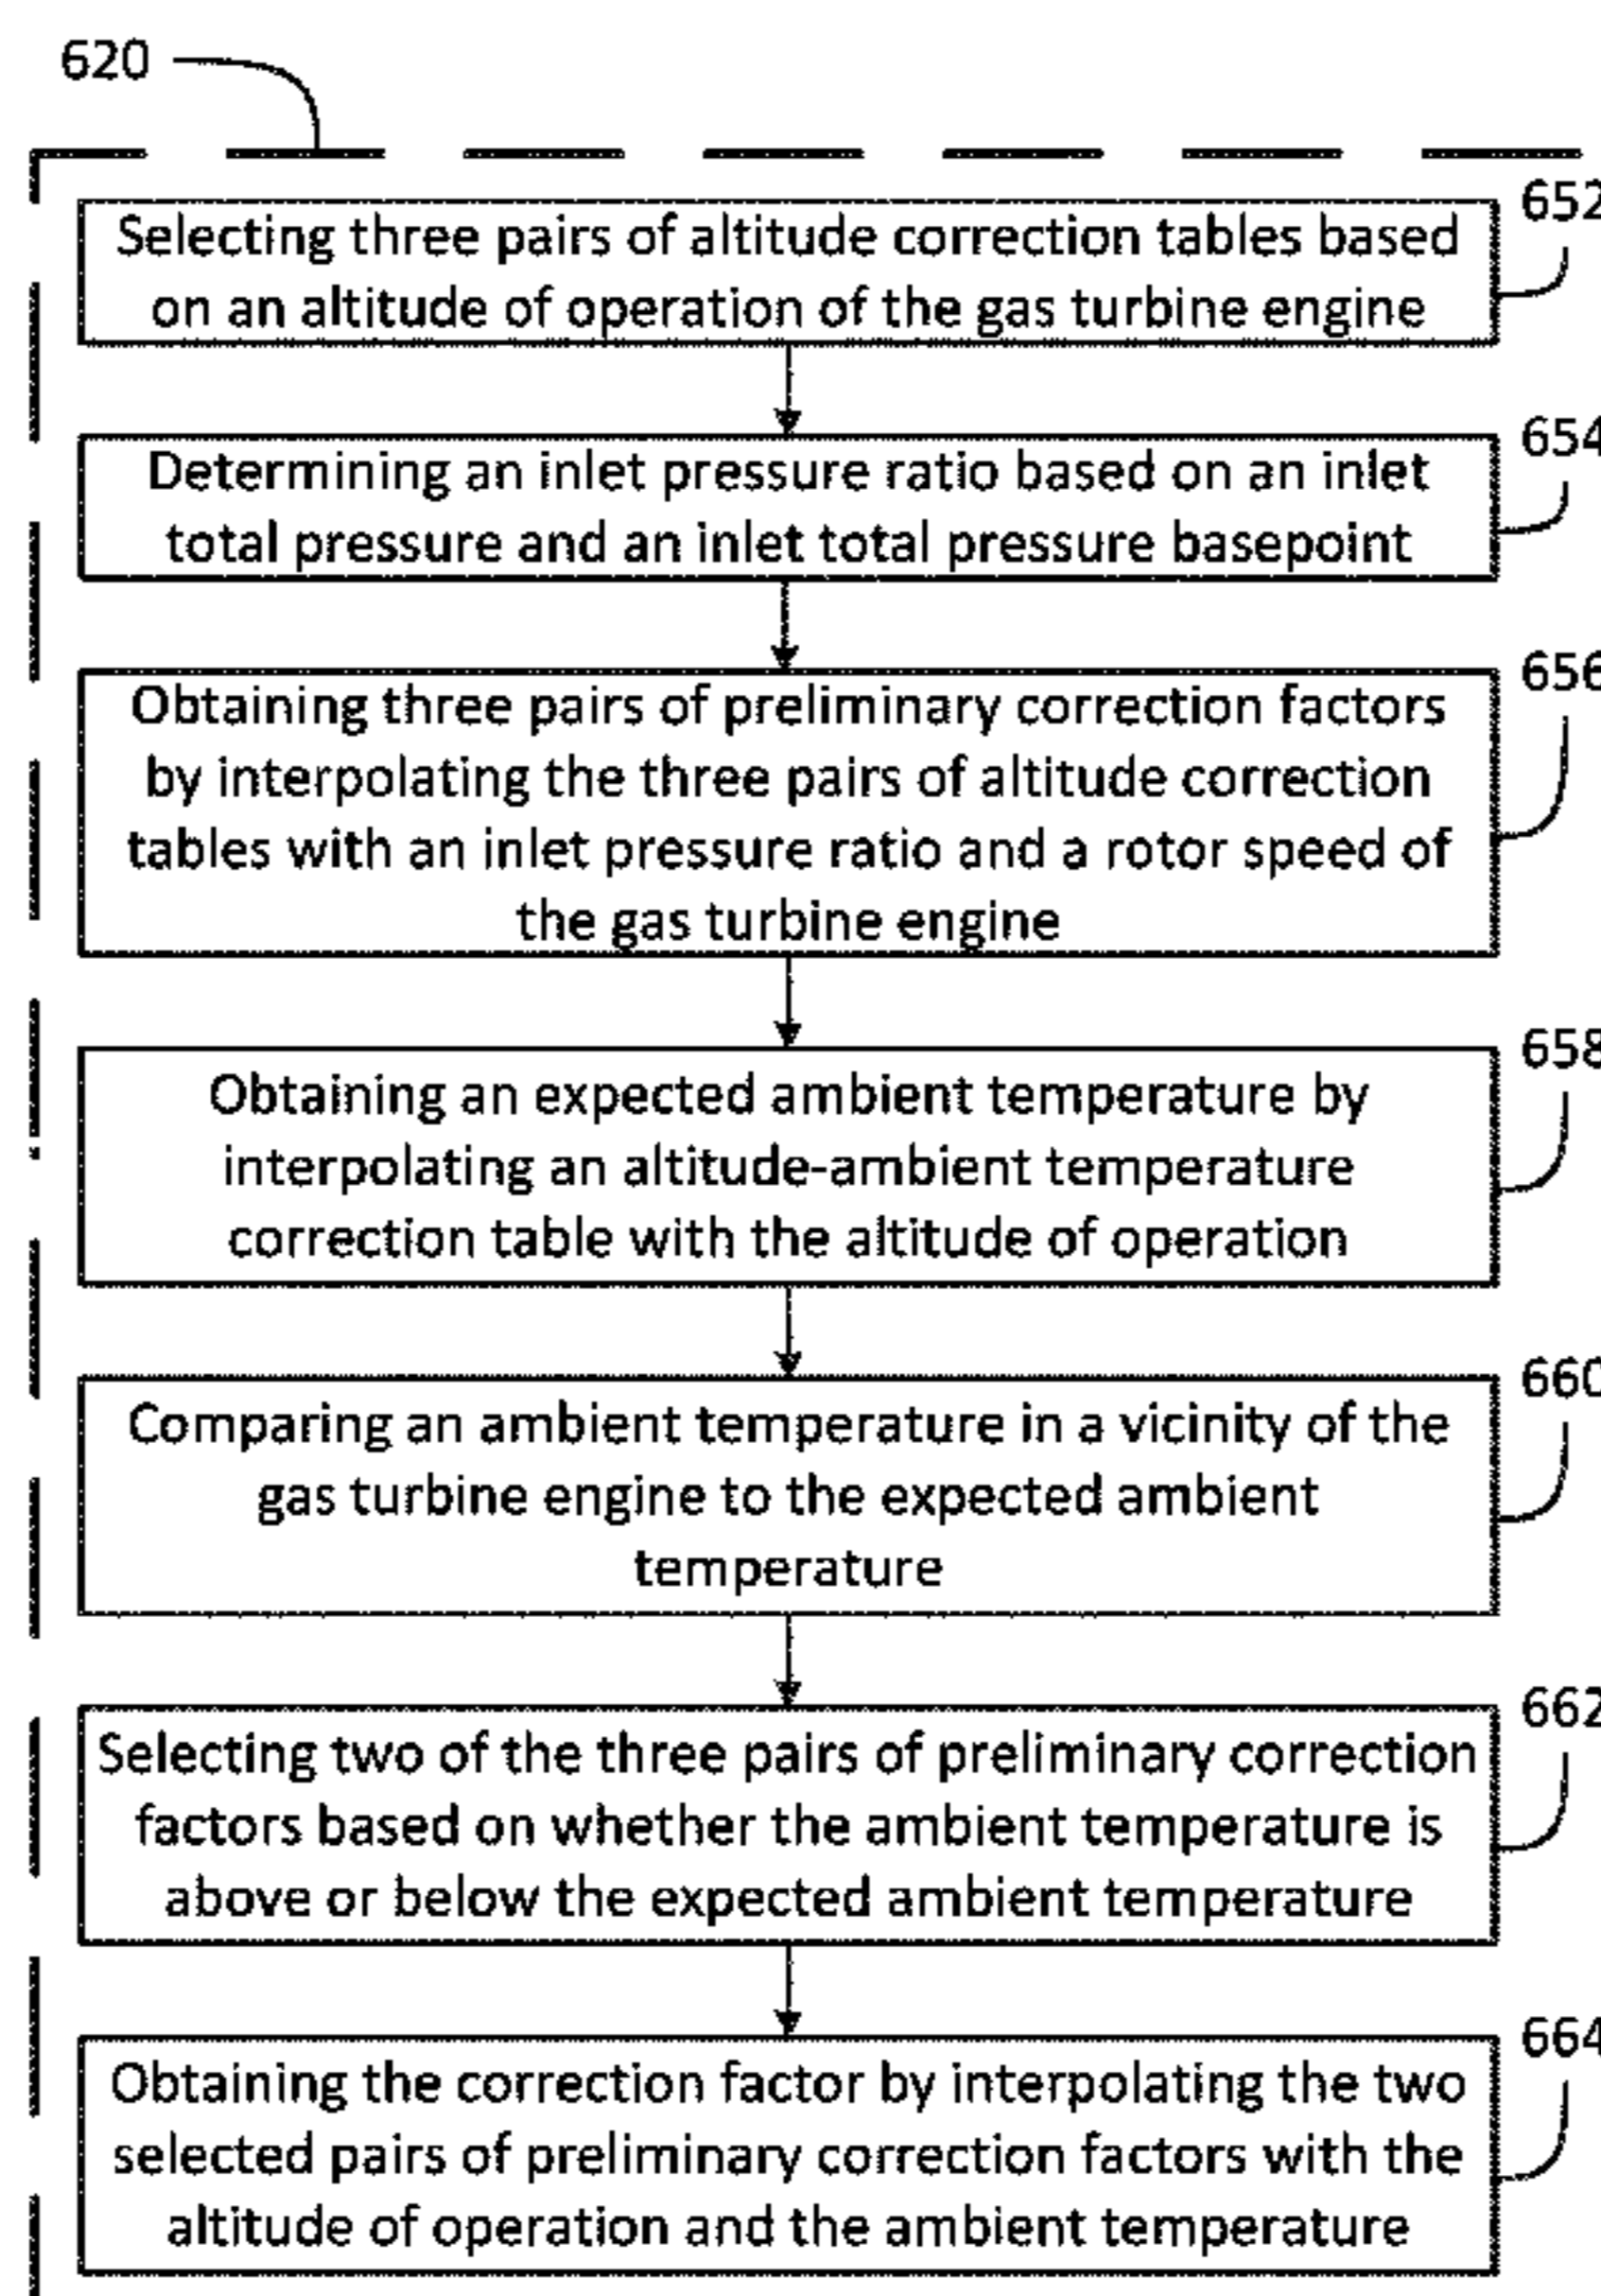 620
652
Selecting three pairs of altitude correction tables based
on an altitude of operation of the gas turbine engine
654
Determining an inlet pressure ratio based on an inlet
total pressure and an inlet total pressure basepoint
656
Obtaining three pairs of preliminary correction factors
by interpolating the three pairs of altitude correction
tables with an inlet pressure ratio and a rotor speed of
the gas turbine engine
658
Obtaining an expected ambient temperature by
interpolating an altitude-ambient temperature
correction table with the altitude of operation
660
Comparing an ambient temperature in a vicinity of the
gas turbine engine to the expected ambient
temperature
662
Selecting two of the three pairs of preliminary correction
factors based on whether the ambient temperature is
above or below the expected ambient temperature
664
Obtaining the correction factor by interpolating the two
selected pairs of preliminary correction factors with the
altitude of operation and the ambient temperature